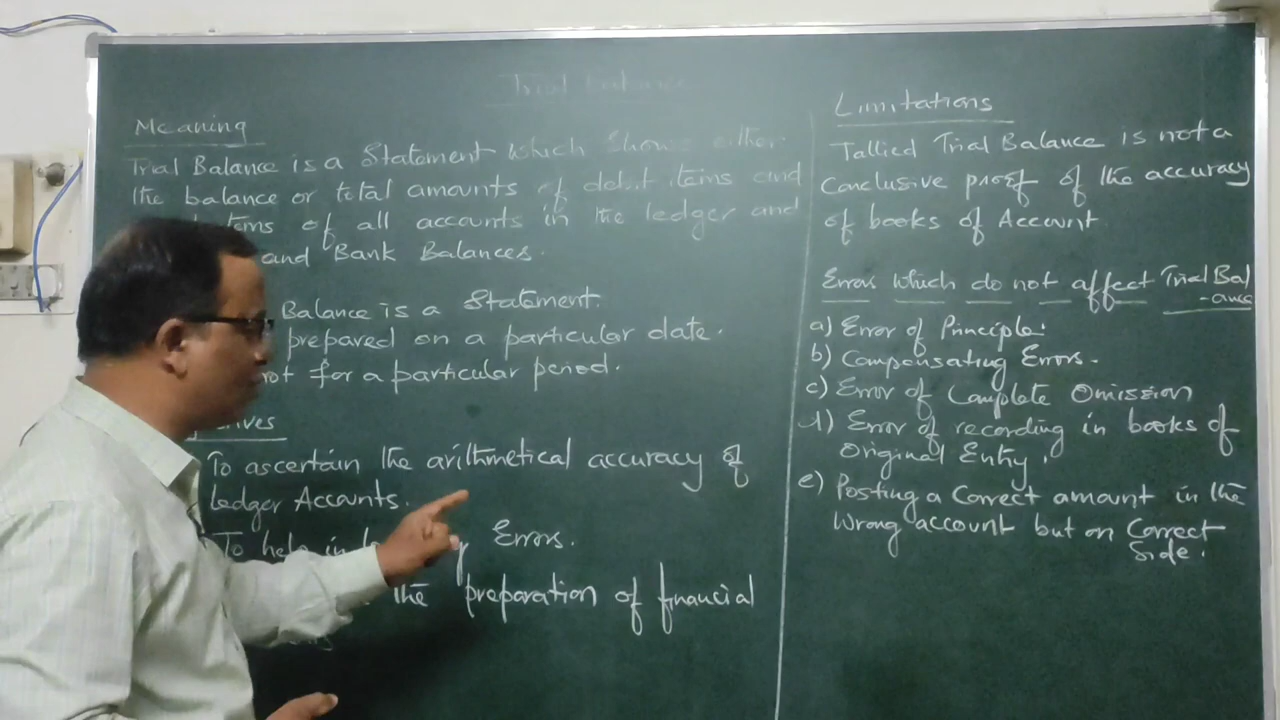 Trial Balance
Meaning
Trial Balance is a Statement which shows either
the balance or total amounts of debit items and
items of all accounts in the ledger and
and Bank Balances.
Balance is a Statement.
prepared on a particular date.
not for a particular period.
To ascertain the arithmetical accuracy of
ledger Accounts.
To help in Errors.
the preparation of financial
Limitations
Tallied Trial Balance is not a
Conclusive proof of the accuracy
of books of Account
Errors which do not affect Trial Bal
-ance
a) Error of Principle.
b) Compensating Errors.
c) Error of Complete Omission
d) Error of recording in books of
Original Entry.
e) Posting a Correct amount in the
Wrong account but on Correct
Side.